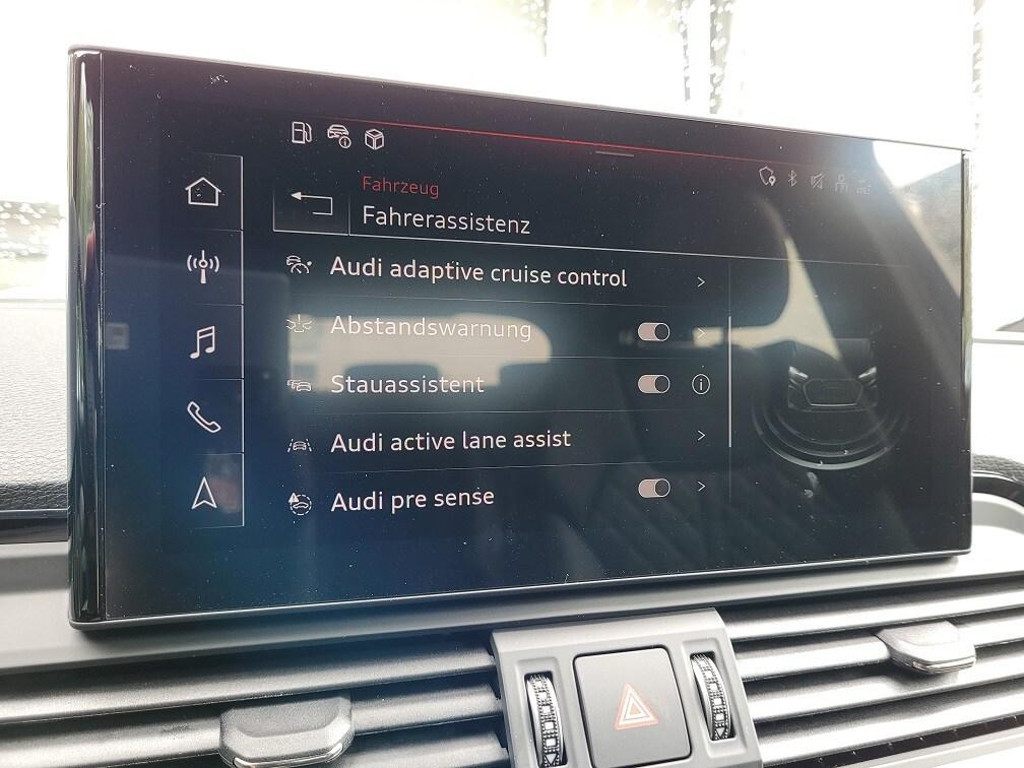 Fahrzeug
Fahrerassistenz
Audi adaptive cruise control
Abstandswarnung
Stauassistent
Audi active lane assist
Audi pre sense